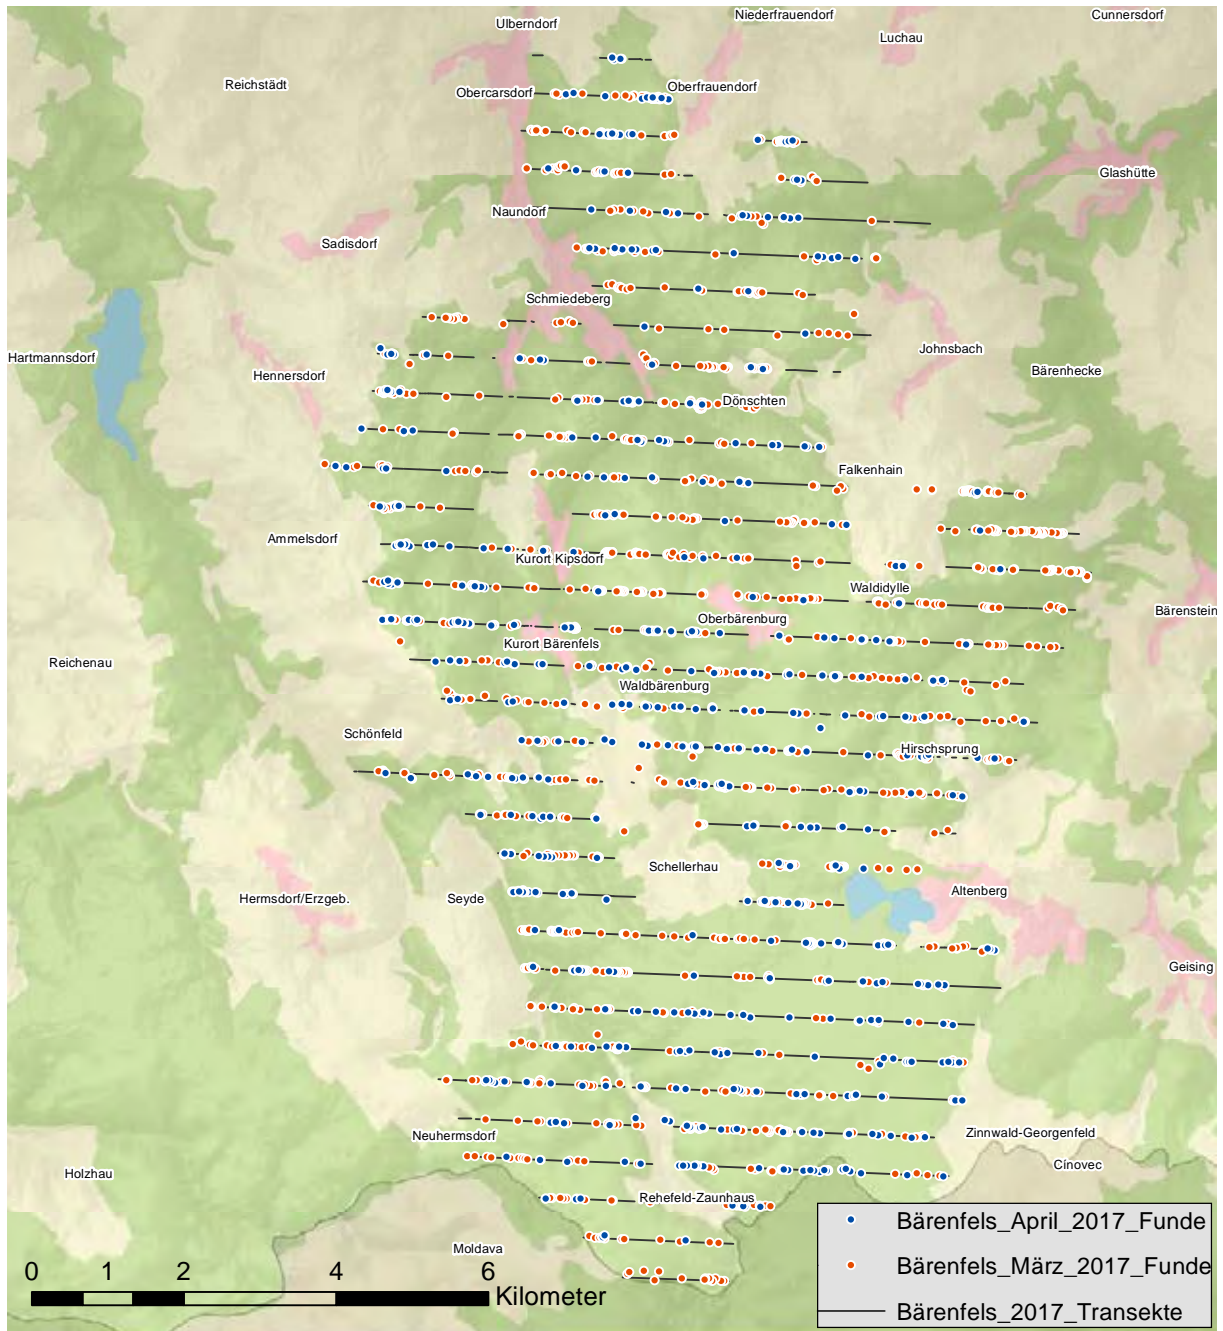 Ulberndorf
Niederfrauendorf
Cunnersdorf
Luchau
Reichstädt
Obercarsdorf
Oberfrauendorf
Glashütte
Naundorf
Sadisdorf
Schmiedeberg
Johnsbach
Hartmannsdorf
Hennersdorf
Bärenhecke
Dönschten
Falkenhain
Ammelsdorf
Kurort Kipsdorf
Waldidylle
Bärenstein
Oberbärenburg
Kurort Bärenfels
Reichenau
Waldbärenburg
Schönfeld
Hirschsprung
Schellerhau
Hermsdorf/Erzgeb.
Seyde
Altenberg
Geising
Neuhermsdorf
Zinnwald-Georgenfeld
Cínovec
Holzhau
Rehefeld-Zaunhaus
Moldava
Bärenfels_April_2017_Funde
Bärenfels_März_2017_Funde
Bärenfels_2017_Transekte
0 1 2 4 6
Kilometer